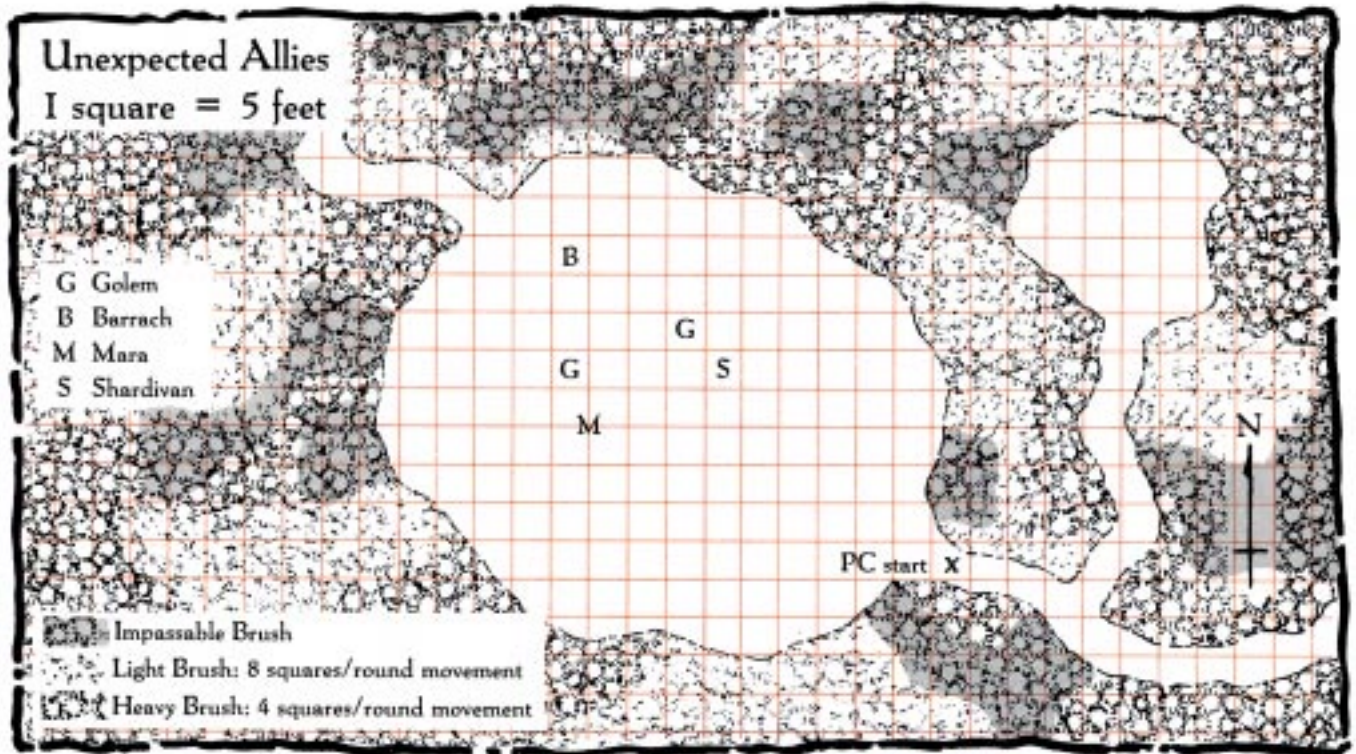 Unexpected Allies
1 square = 5 feet
B
G Golem
B Barrach
M Mara
S Shardivan
G
G
S
M
N
PC start x
Impassable Brush
Light Brush: 8 squares/round movement
Heavy Brush: 4 squares/round movement